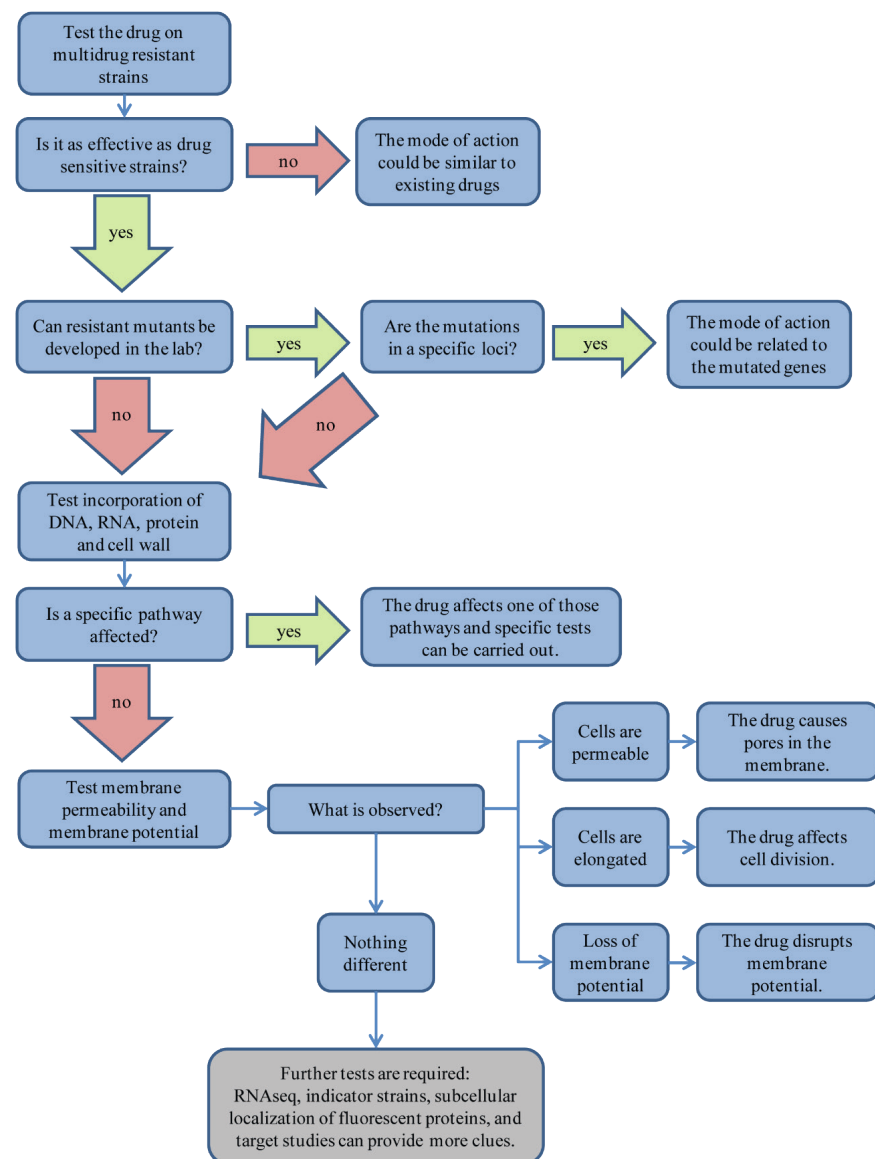 Test the drug on
multidrug resistant
strains
Is it as effective as drug
sensitive strains?
no
The mode of action
could be similar to
existing drugs
yes
Can resistant mutants be
developed in the lab?
yes
Are the mutations
in a specific loci?
yes
The mode of action
could be related to
the mutated genes
no
no
Test incorporation of
DNA, RNA, protein
and cell wall
Is a specific pathway
affected?
yes
The drug affects one of those
pathways and specific tests
can be carried out.
no
Test membrane
permeability and
membrane potential
What is observed?
Cells are
permeable
The drug causes
pores in the
membrane.
Cells are
elongated
The drug affects
cell division.
Loss of
membrane
potential
The drug disrupts
membrane
potential.
Nothing
different
Further tests are required:
RNAseq, indicator strains, subcellular
localization of fluorescent proteins, and
target studies can provide more clues.